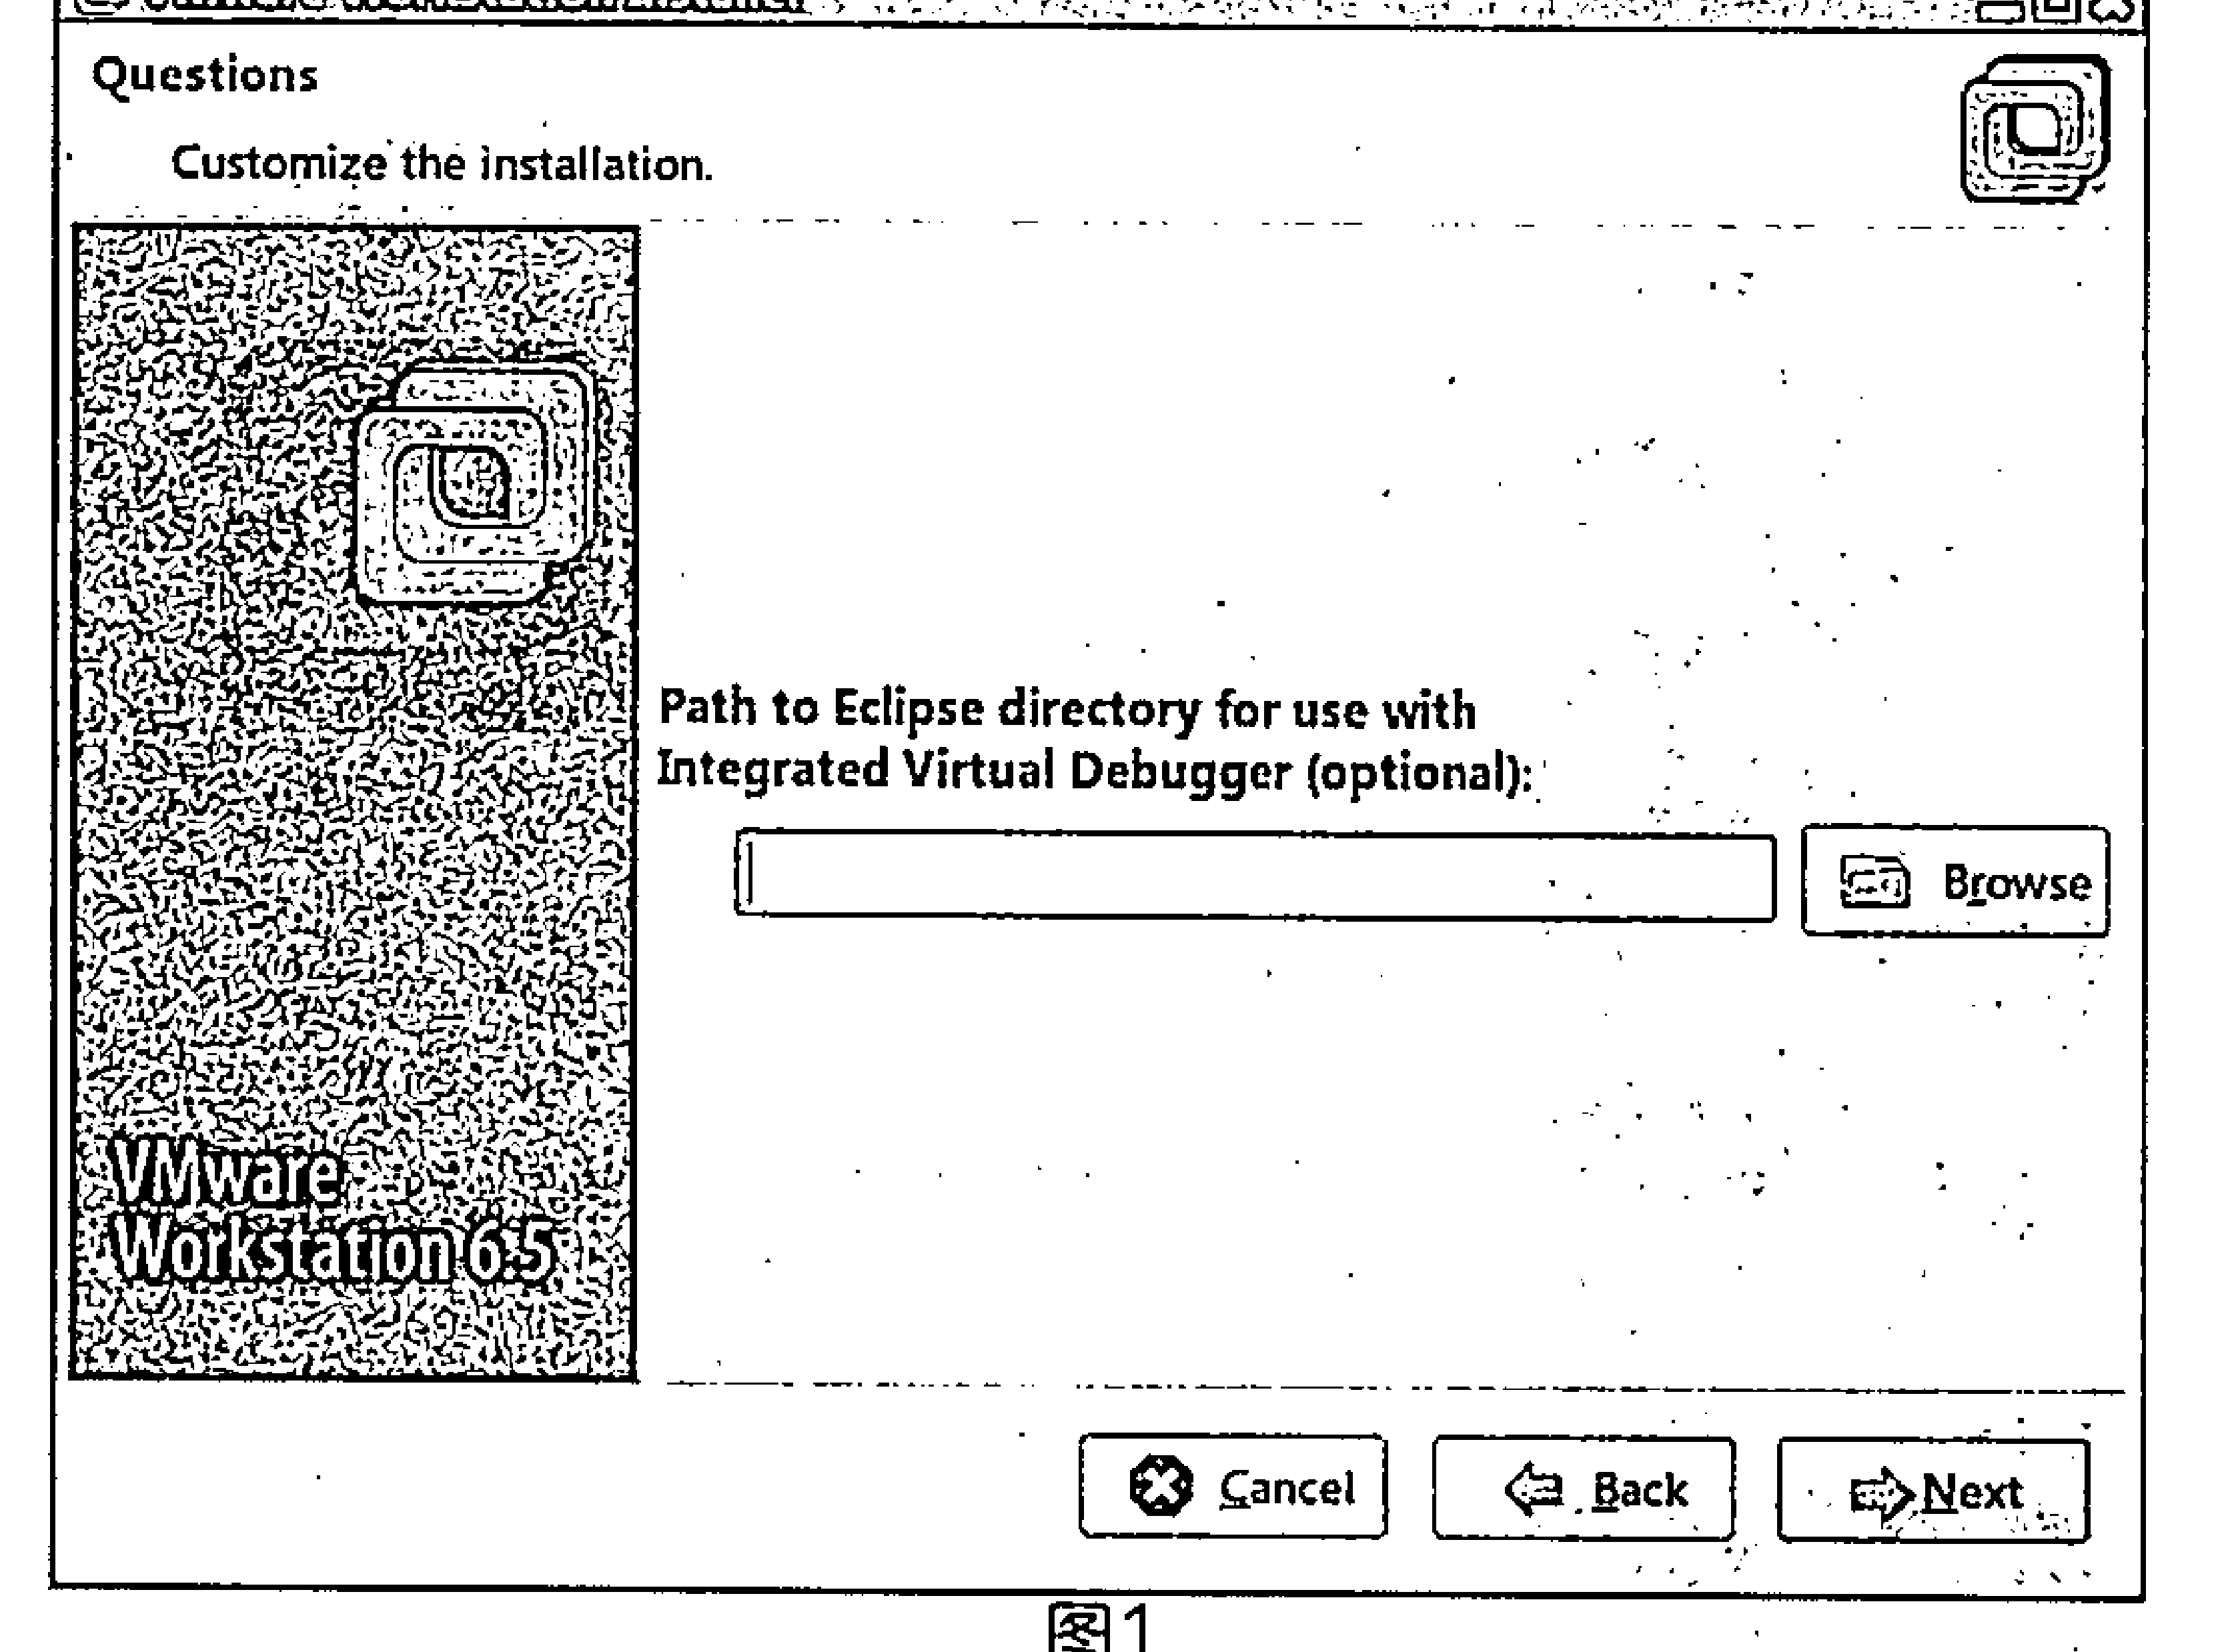 Questions
Customize the installation.
Path to Eclipse directory for use with
Integrated Virtual Debugger (optional):
Browse
VMware
Workstation 6.5
Cancel
Back
Next
图1